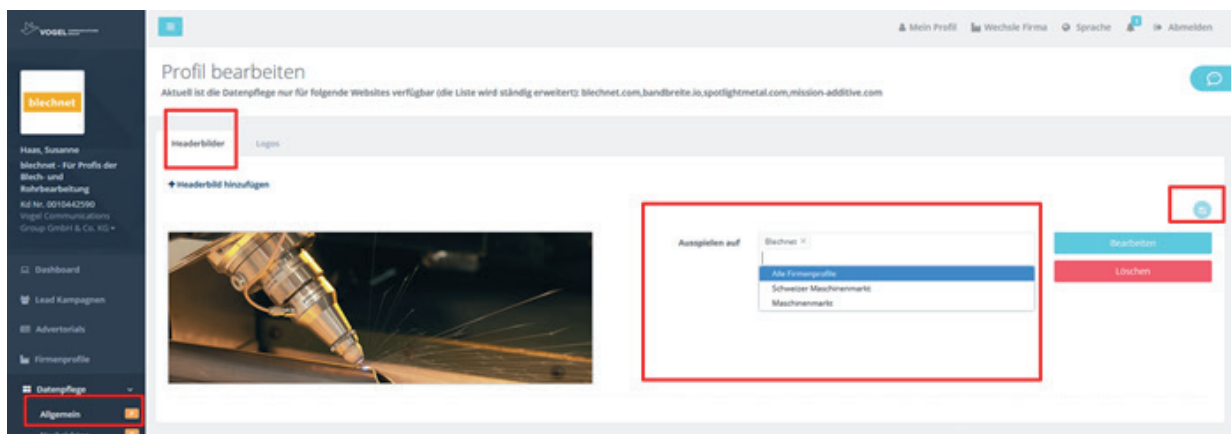 VOGEL
Mein Profil
Wechsle Firma
Sprache
Abmelden
Profil bearbeiten
Aktuell ist die Datenpflege nur für folgende Websites verfügbar (die Liste wird ständig erweitert): blechnet.com,bandbreite.io,spotlightmetal.com,mission-additive.com
blechnet
Haas, Susanne
blechnet - Für Profis der
Blech- und
Rohrbearbeitung
Kd Nr. 0010442590
Vogel Communications
Group GmbH & Co. KG
Dashboard
Lead Kampagnen
Advertorials
Firmenprofile
Datenpflege
Allgemein
Headerbilder
Logos
Headerbild hinzufügen
Ausspielen auf
Blechnet ×
Alle Firmenprofile
Schweizer Maschinenmarkt
Maschinenmarkt
Bearbeiten
Löschen